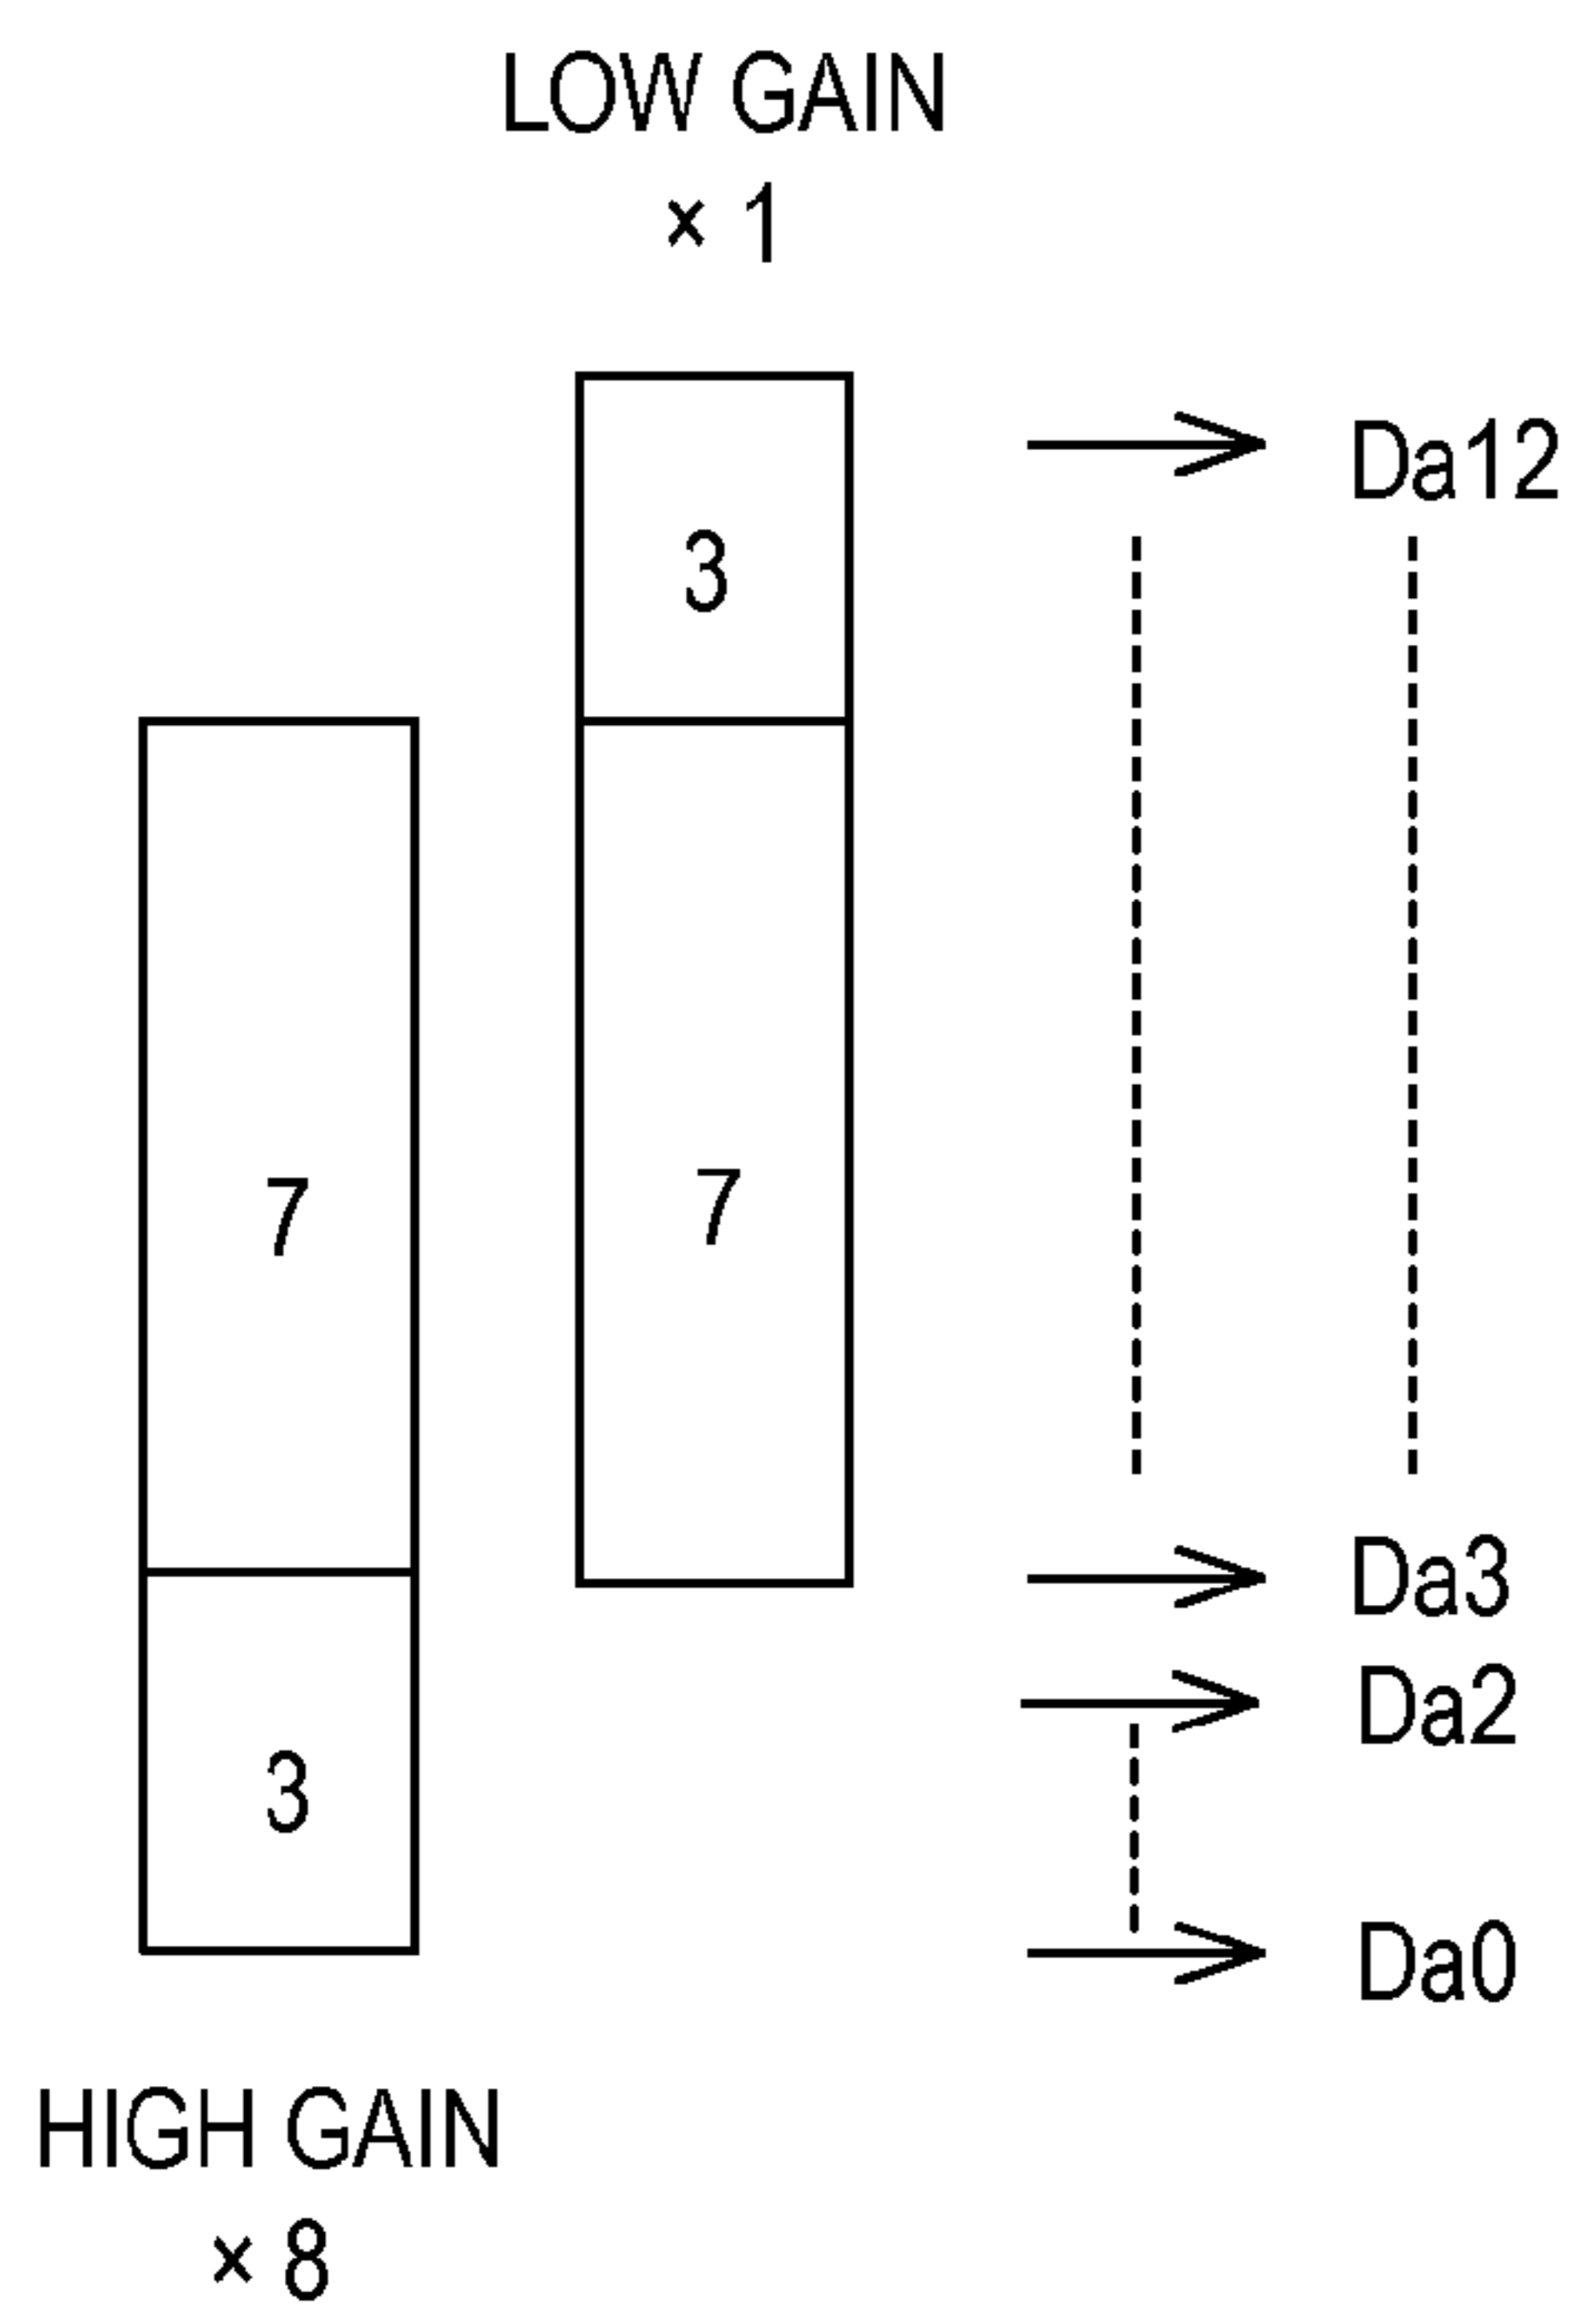 LOW GAIN
× 1
3
Da12
7
7
Da3
Da2
3
Da0
HIGH GAIN
× 8